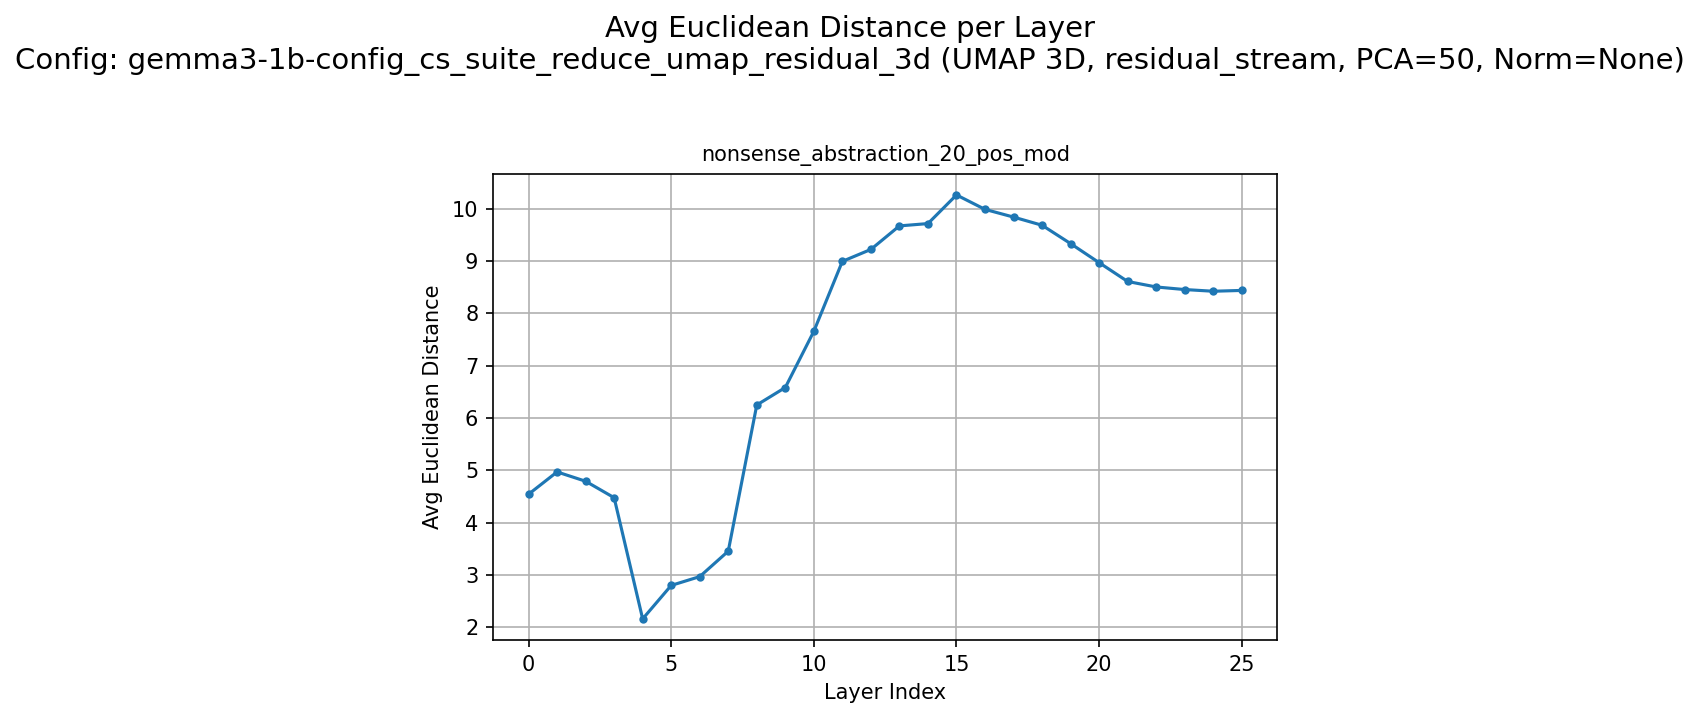 Avg Euclidean Distance per Layer
Config: gemma3-1b-config_cs_suite_reduce_umap_residual_3d (UMAP 3D, residual_stream, PCA=50, Norm=None)
nonsense_abstraction_20_pos_mod
Avg Euclidean Distance
10
9
8
7
6
5
4
3
2
0 5 10 15 20 25
Layer Index